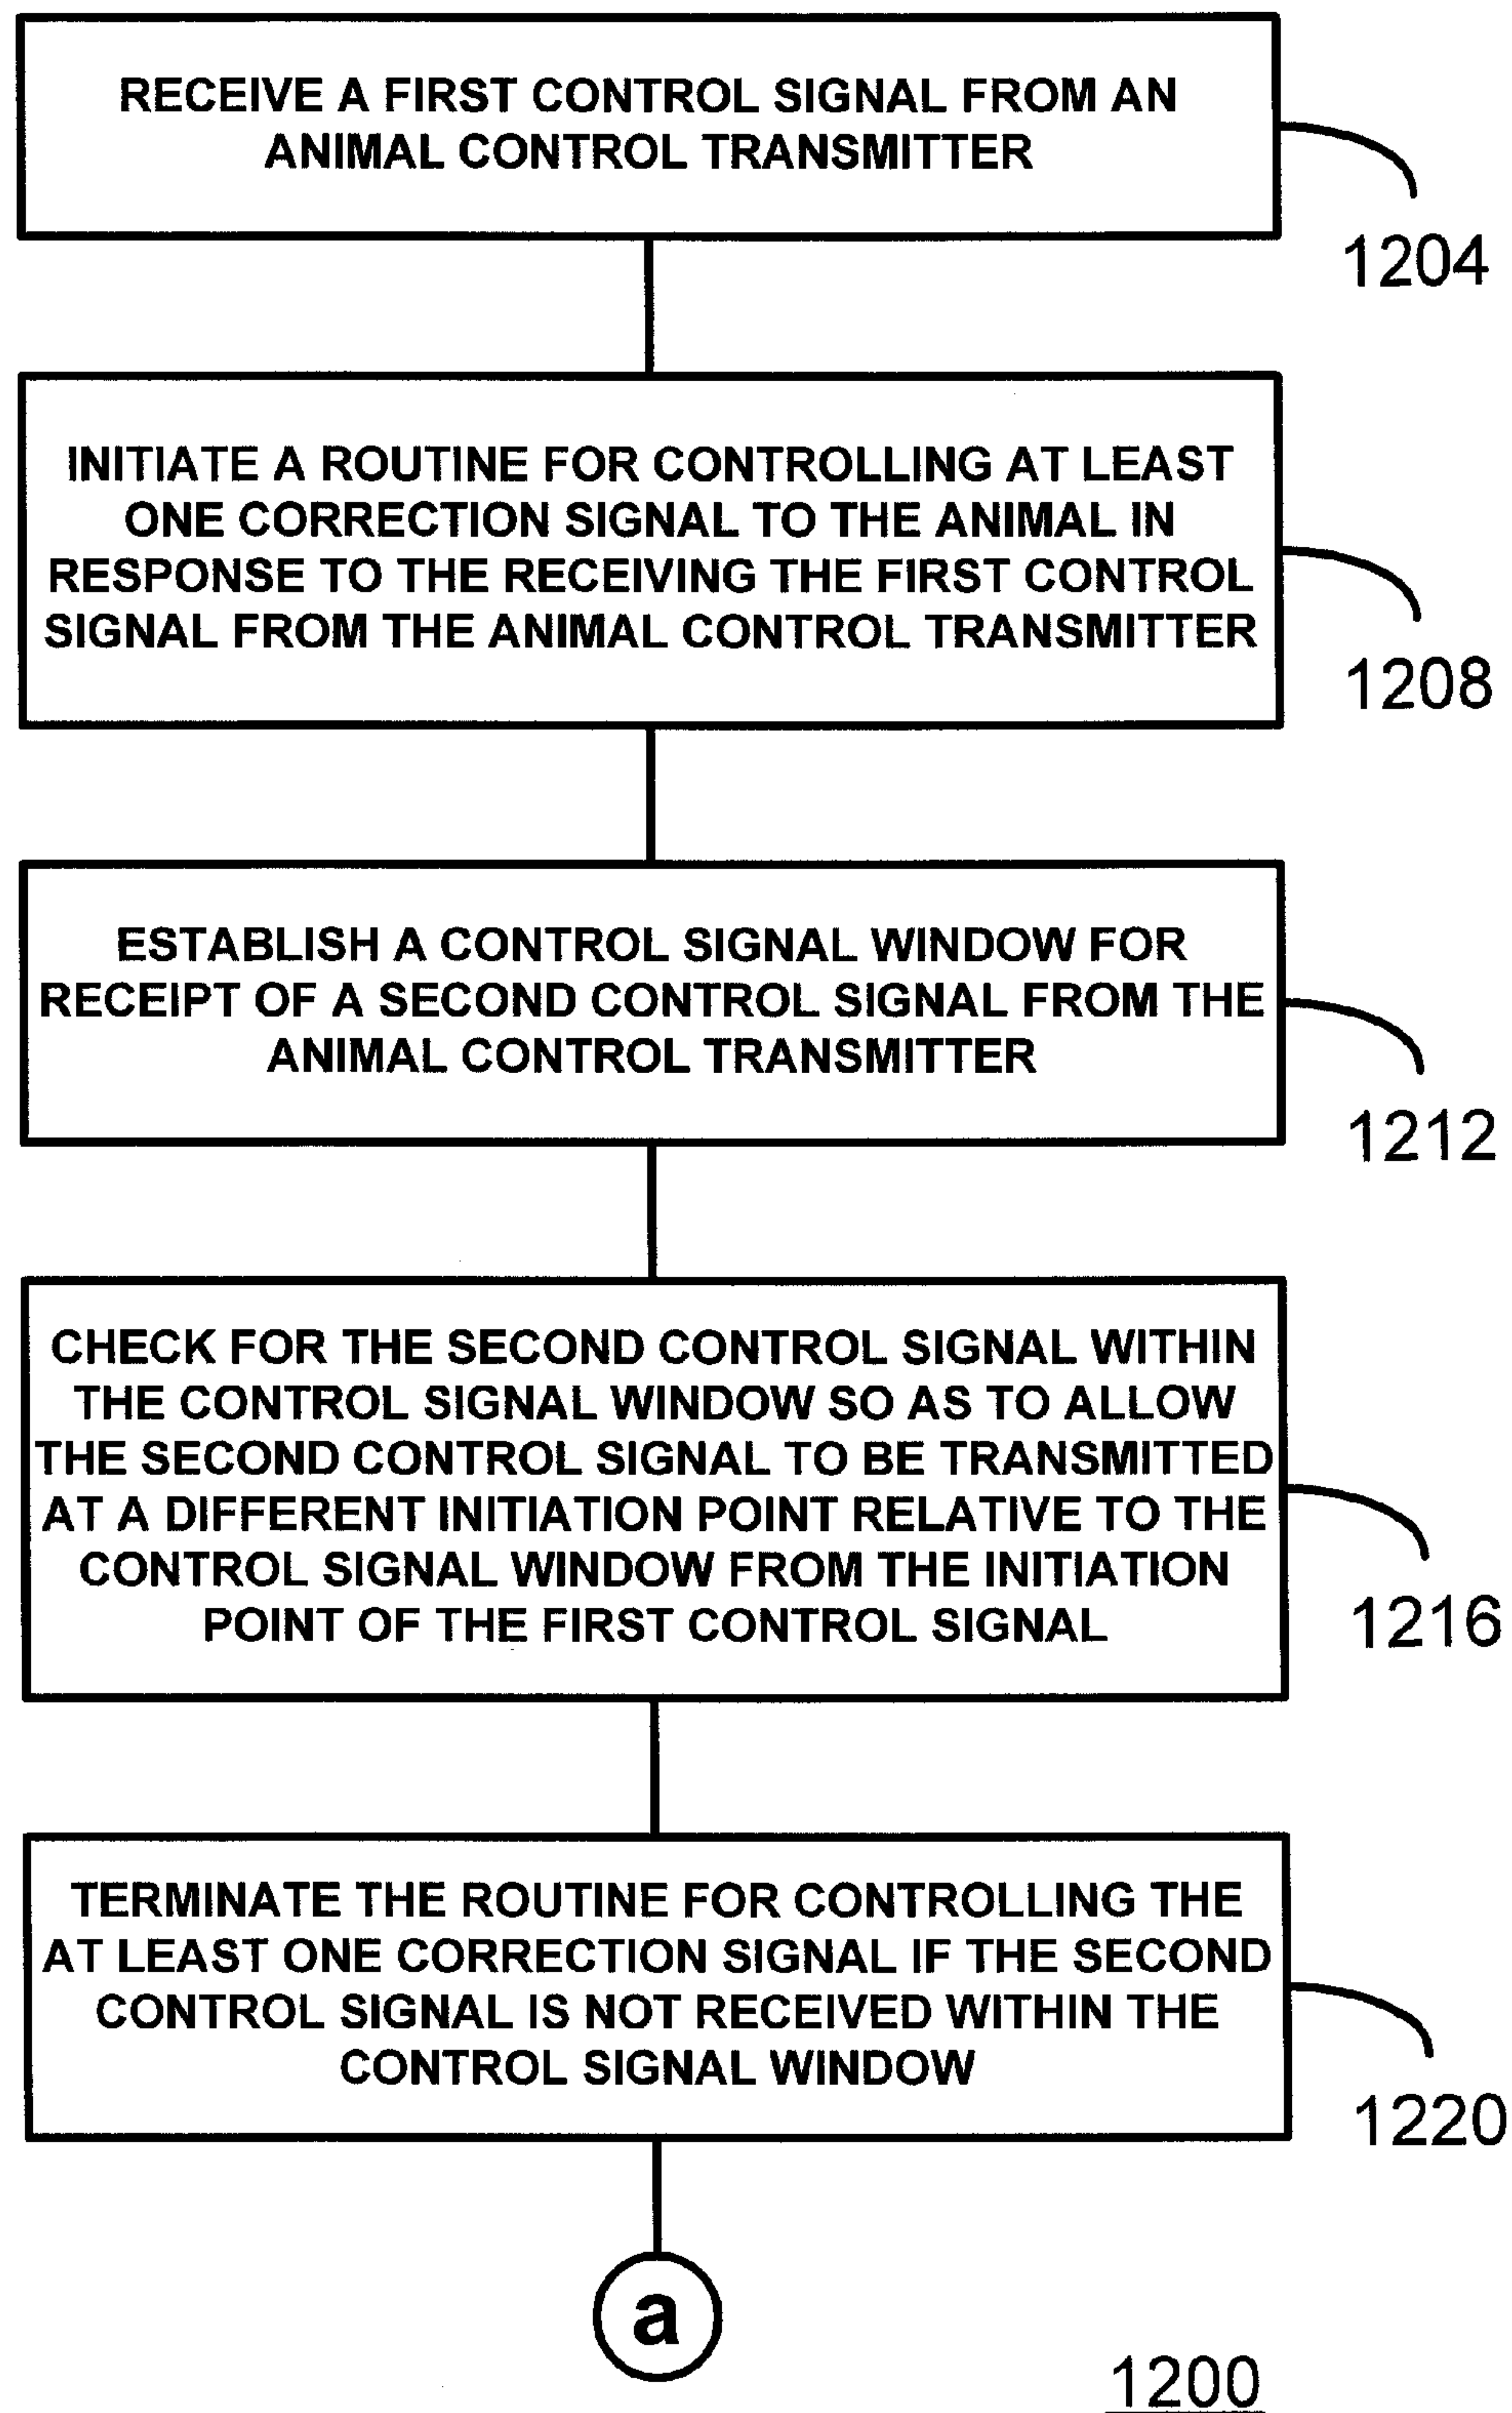 RECEIVE A FIRST CONTROL SIGNAL FROM AN
ANIMAL CONTROL TRANSMITTER
1204
INITIATE A ROUTINE FOR CONTROLLING AT LEAST
ONE CORRECTION SIGNAL TO THE ANIMAL IN
RESPONSE TO THE RECEIVING THE FIRST CONTROL
SIGNAL FROM THE ANIMAL CONTROL TRANSMITTER
1208
ESTABLISH A CONTROL SIGNAL WINDOW FOR
RECEIPT OF A SECOND CONTROL SIGNAL FROM THE
ANIMAL CONTROL TRANSMITTER
1212
CHECK FOR THE SECOND CONTROL SIGNAL WITHIN
THE CONTROL SIGNAL WINDOW SO AS TO ALLOW
THE SECOND CONTROL SIGNAL TO BE TRANSMITTED
AT A DIFFERENT INITIATION POINT RELATIVE TO THE
CONTROL SIGNAL WINDOW FROM THE INITIATION
POINT OF THE FIRST CONTROL SIGNAL
1216
TERMINATE THE ROUTINE FOR CONTROLLING THE
AT LEAST ONE CORRECTION SIGNAL IF THE SECOND
CONTROL SIGNAL IS NOT RECEIVED WITHIN THE
CONTROL SIGNAL WINDOW
1220
a
1200